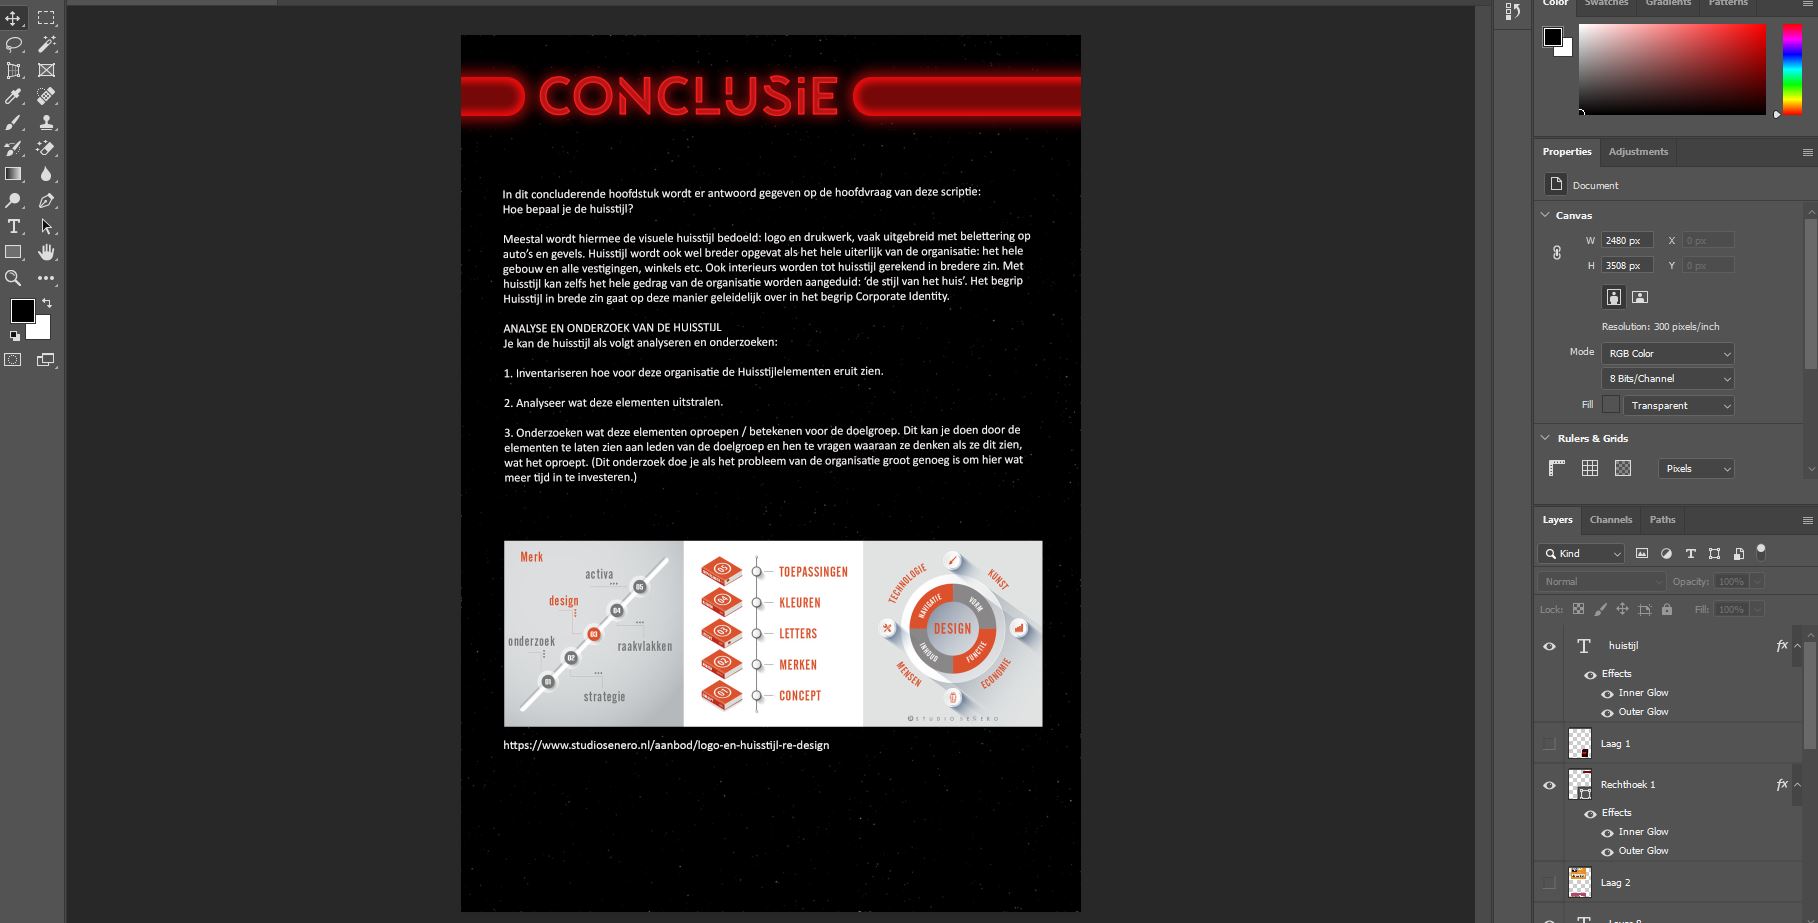 CONCLUSiE
In dit concluderende hoofdstuk wordt er antwoord gegeven op de hoofdvraag van deze scriptie:
Hoe bepaal je de huisstijl?
Meestal wordt hiermee de visuele huisstijl bedoeld: logo en drukwerk, vaak uitgebreid met belettering op
auto's en gevels. Huisstijl wordt ook wel breder opgevat als het hele uiterlijk van de organisatie: het hele
gebouw en alle vestigingen, winkels etc. Ook interieurs worden tot huisstijl gerekend in bredere zin. Met
huisstijl kan zelfs het hele gedrag van de organisatie worden aangeduid: 'de stijl van het huis'. Het begrip
Huisstijl in brede zin gaat op deze manier geleidelijk over in het begrip Corporate Identity.
ANALYSE EN ONDERZOEK VAN DE HUISSTIJL
Je kan de huisstijl als volgt analyseren en onderzoeken:
1. Inventariseren hoe voor deze organisatie de Huisstijlelementen eruit zien.
2. Analyseer wat deze elementen uitstralen.
3. Onderzoeken wat deze elementen oproepen / betekenen voor de doelgroep. Dit kan je doen door de
elementen te laten zien aan leden van de doelgroep en hen te vragen waaraan ze denken als ze dit zien,
wat het oproept. (Dit onderzoek doe je als het probleem van de organisatie groot genoeg is om hier wat
meer tijd in te investeren.)
Merk
activa
05
design
04
03
raakvlakken
onderzoek
02
01
strategie
05
TOEPASSINGEN
04
KLEUREN
03
LETTERS
02
MERKEN
01
CONCEPT
TECHNOLOGIE
KUNST
NAVIGATIE
VORM
DESIGN
INHOUD
FUNCTIE
MENSEN
ECONOMIE
STUDIO SEÑERO
https://www.studiosenero.nl/aanbod/logo-en-huisstijl-re-design
Color
Swatches
Gradients
Patterns
Properties
Adjustments
Document
Canvas
W
2480 px
X
0 px
H
3508 px
Y
0 px
Resolution: 300 pixels/inch
Mode
RGB Color
8 Bits/Channel
Fill
Transparent
Rulers & Grids
Pixels
Layers
Channels
Paths
Kind
Normal
Opacity:
100%
Lock:
Fill:
100%
huistijl
fx
Effects
Inner Glow
Outer Glow
Laag 1
Rechthoek 1
fx
Effects
Inner Glow
Outer Glow
Laag 2